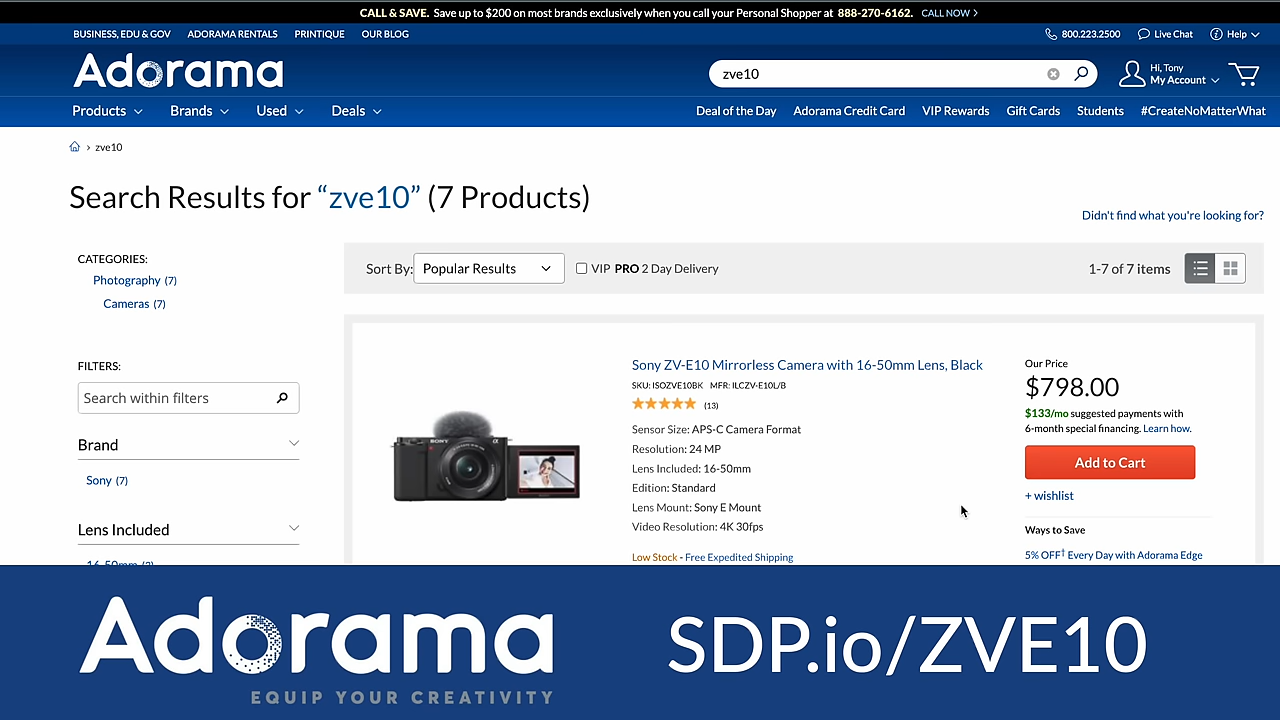 CALL & SAVE. Save up to $200 on most brands exclusively when you call your Personal Shopper at 888-270-6162. CALL NOW >
BUSINESS, EDU & GOV ADORAMA RENTALS PRINTIQUE OUR BLOG 800.223.2500 Live Chat Help
Adorama zve10 Hi, Tony
My Account
Products Brands Used Deals Deal of the Day Adorama Credit Card VIP Rewards Gift Cards Students #CreateNoMatterWhat
> zve10
Search Results for “zve10” (7 Products)
Didn't find what you're looking for?
CATEGORIES:
Photography (7)
Cameras (7)
Sort By: Popular Results VIP PRO 2 Day Delivery 1-7 of 7 items
FILTERS:
Search within filters
Brand
Sony (7)
Lens Included
16-50mm (3)
SONY
Sony ZV-E10 Mirrorless Camera with 16-50mm Lens, Black
SKU: ISOZVE10BK MFR: ILCZV-E10L/B
(13)
Sensor Size: APS-C Camera Format
Resolution: 24 MP
Lens Included: 16-50mm
Edition: Standard
Lens Mount: Sony E Mount
Video Resolution: 4K 30fps
Low Stock - Free Expedited Shipping
Our Price
$798.00
$133/mo suggested payments with
6-month special financing. Learn how.
Add to Cart
+ wishlist
Ways to Save
5% OFF† Every Day with Adorama Edge
Adorama
EQUIP YOUR CREATIVITY
SDP.io/ZVE10